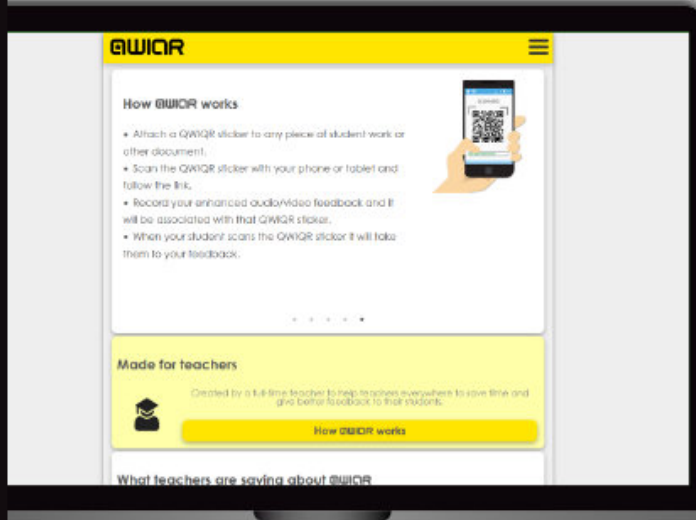 QWIQR
How QWIQR works
• Attach a QWIQR sticker to any piece of student work or
other document.
• Scan the QWIQR sticker with your phone or tablet and
follow the link.
• Record your enhanced audio/video feedback and it
will be associated with that QWIQR sticker.
• When your student scans the QWIQR sticker it will take
them to your feedback.
Made for teachers
Created by a full-time teacher to help teachers everywhere to save time and
give better feedback to their students.
How QWIQR works
What teachers are saying about QWIQR